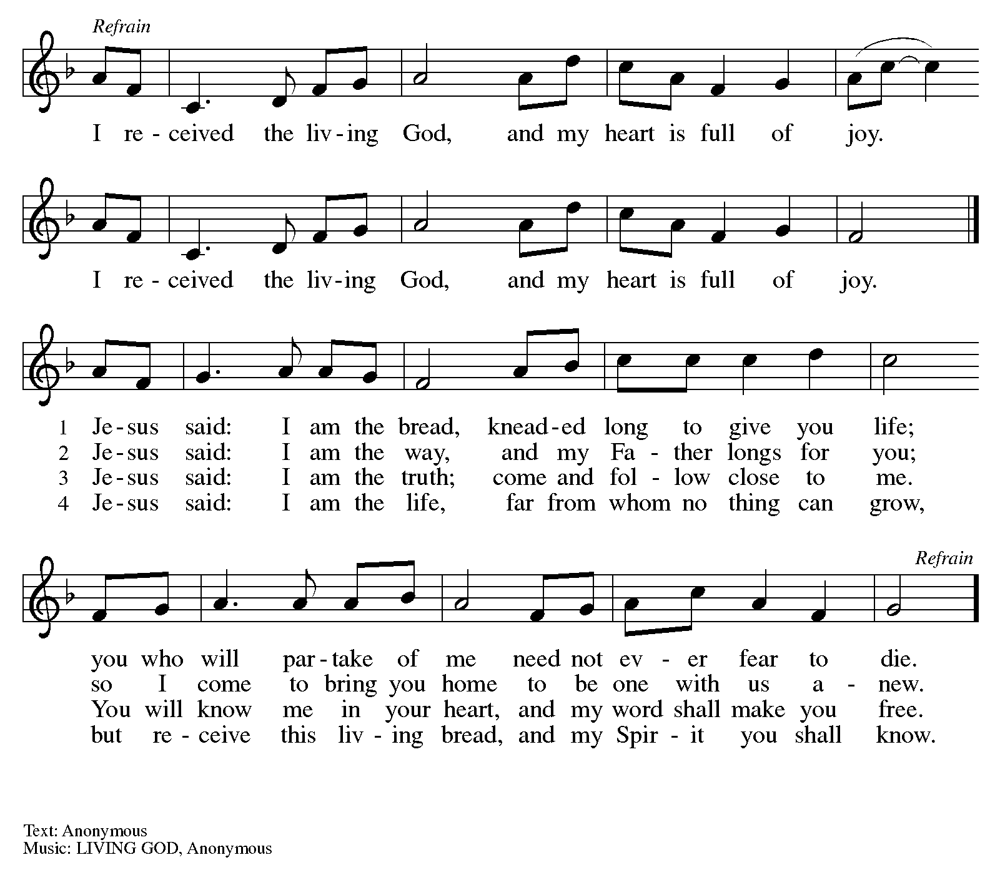 Refrain
I re - ceived the liv - ing God, and my heart is full of joy.
I re - ceived the liv - ing God, and my heart is full of joy.
1 Je - sus said: I am the bread, knead - ed long to give you life;
2 Je - sus said: I am the way, and my Fa - ther longs for you;
3 Je - sus said: I am the truth; come and fol - low close to me.
4 Je - sus said: I am the life, far from whom no thing can grow,
Refrain
you who will par - take of me need not ev - er fear to die.
so I come to bring you home to be one with us a - new.
You will know me in your heart, and my word shall make you free.
but re - ceive this liv - ing bread, and my Spir - it you shall know.
Text: Anonymous
Music: LIVING GOD, Anonymous